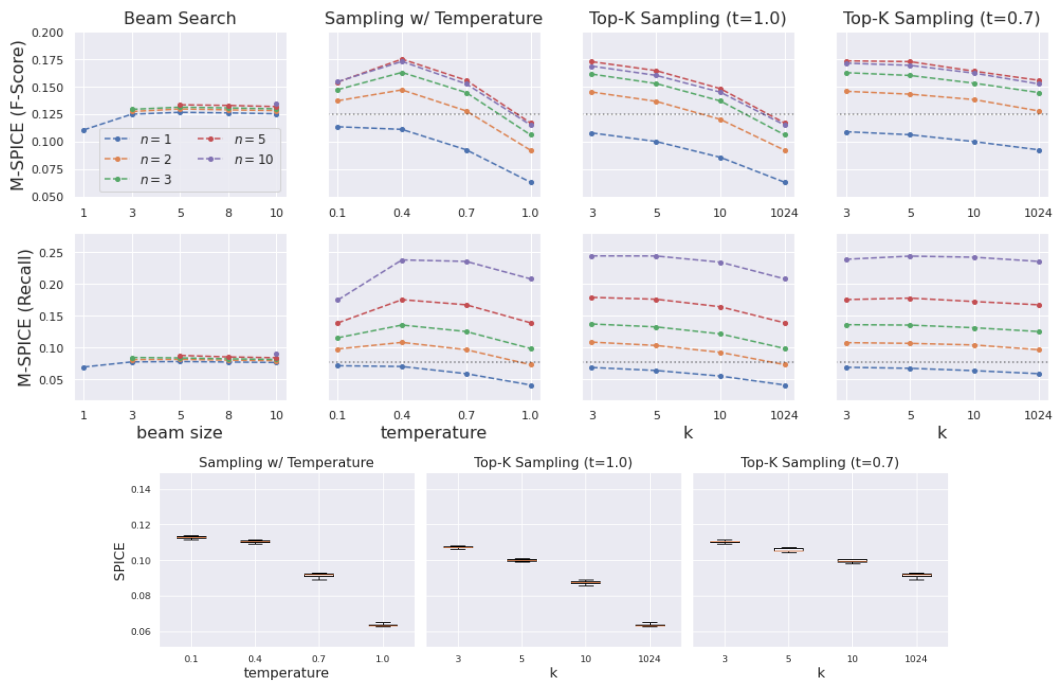 Beam Search
Sampling w/ Temperature
Top-K Sampling (t=1.0)
Top-K Sampling (t=0.7)
M-SPICE (F-Score)
0.200
0.175
0.150
0.125
0.100
0.075
0.050
n = 1
n = 5
n = 2
n = 10
n = 3
1 3 5 8 10
0.1 0.4 0.7 1.0
3 5 10 1024
3 5 10 1024
M-SPICE (Recall)
0.25
0.20
0.15
0.10
0.05
1 3 5 8 10
0.1 0.4 0.7 1.0
3 5 10 1024
3 5 10 1024
beam size
temperature
k
k
Sampling w/ Temperature
Top-K Sampling (t=1.0)
Top-K Sampling (t=0.7)
SPICE
0.14
0.12
0.10
0.08
0.06
0.1 0.4 0.7 1.0
3 5 10 1024
3 5 10 1024
temperature
k
k